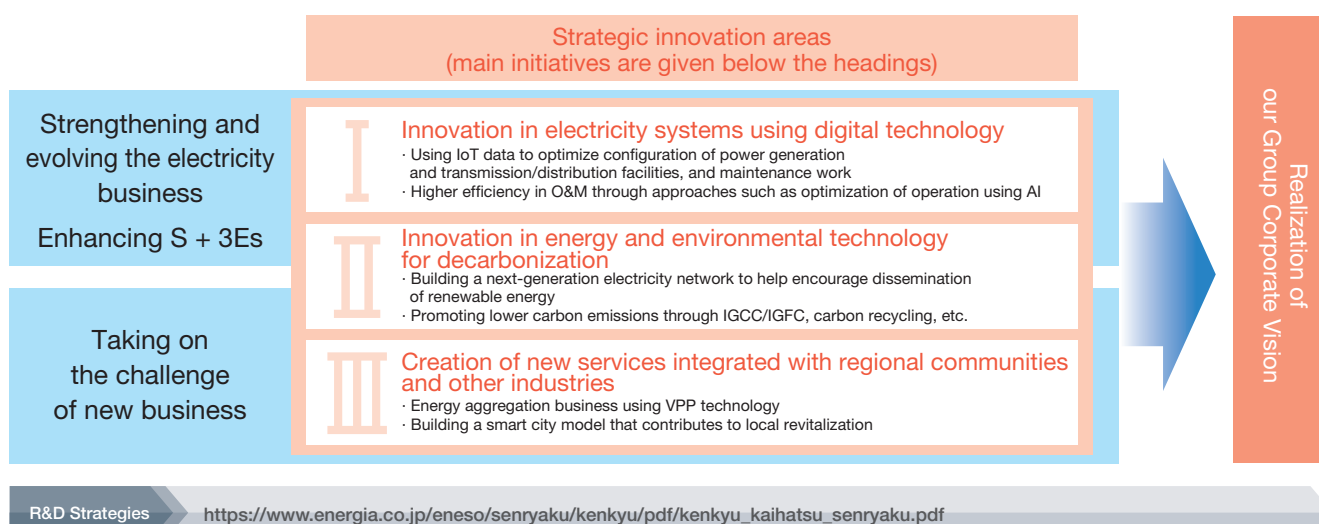 Strategic innovation areas
(main initiatives are given below the headings)
Strengthening and
evolving the electricity
business
Enhancing S + 3Es
Taking on
the challenge
of new business
I
Innovation in electricity systems using digital technology
· Using IoT data to optimize configuration of power generation
and transmission/distribution facilities, and maintenance work
· Higher efficiency in O&M through approaches such as optimization of operation using AI
II
Innovation in energy and environmental technology
for decarbonization
· Building a next-generation electricity network to help encourage dissemination
of renewable energy
· Promoting lower carbon emissions through IGCC/IGFC, carbon recycling, etc.
III
Creation of new services integrated with regional communities
and other industries
· Energy aggregation business using VPP technology
· Building a smart city model that contributes to local revitalization
Realization of
our Group Corporate Vision
R&D Strategies
https://www.energia.co.jp/eneso/senryaku/kenkyu/pdf/kenkyu_kaihatsu_senryaku.pdf